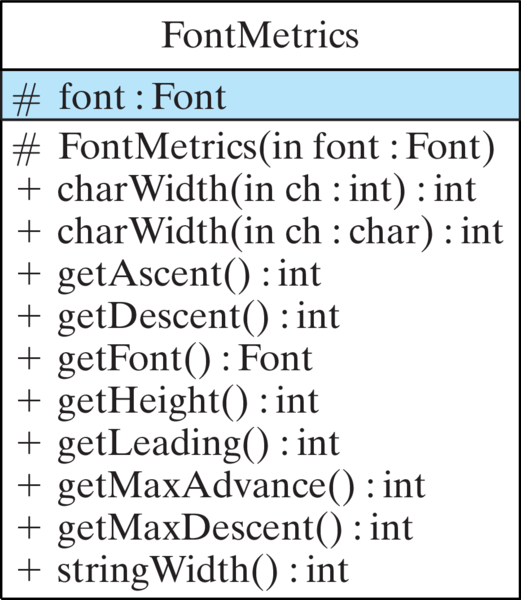 FontMetrics
# font : Font
# FontMetrics(in font : Font)
+ charWidth(in ch : int) : int
+ charWidth(in ch : char) : int
+ getAscent() : int
+ getDescent() : int
+ getFont() : Font
+ getHeight() : int
+ getLeading() : int
+ getMaxAdvance() : int
+ getMaxDescent() : int
+ stringWidth() : int